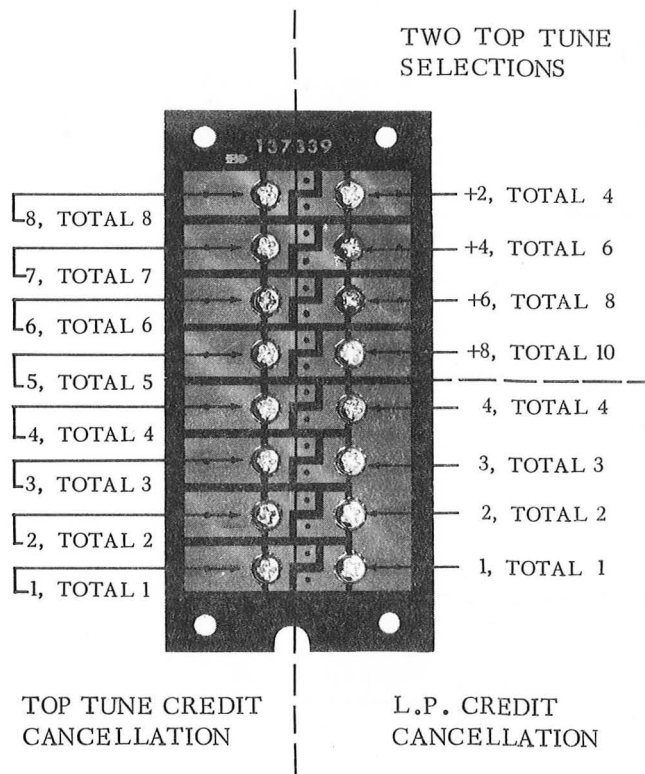 TWO TOP TUNE
SELECTIONS
137339
8, TOTAL 8
7, TOTAL 7
6, TOTAL 6
5, TOTAL 5
4, TOTAL 4
3, TOTAL 3
2, TOTAL 2
1, TOTAL 1
+2, TOTAL 4
+4, TOTAL 6
+6, TOTAL 8
+8, TOTAL 10
4, TOTAL 4
3, TOTAL 3
2, TOTAL 2
1, TOTAL 1
TOP TUNE CREDIT
CANCELLATION
L.P. CREDIT
CANCELLATION